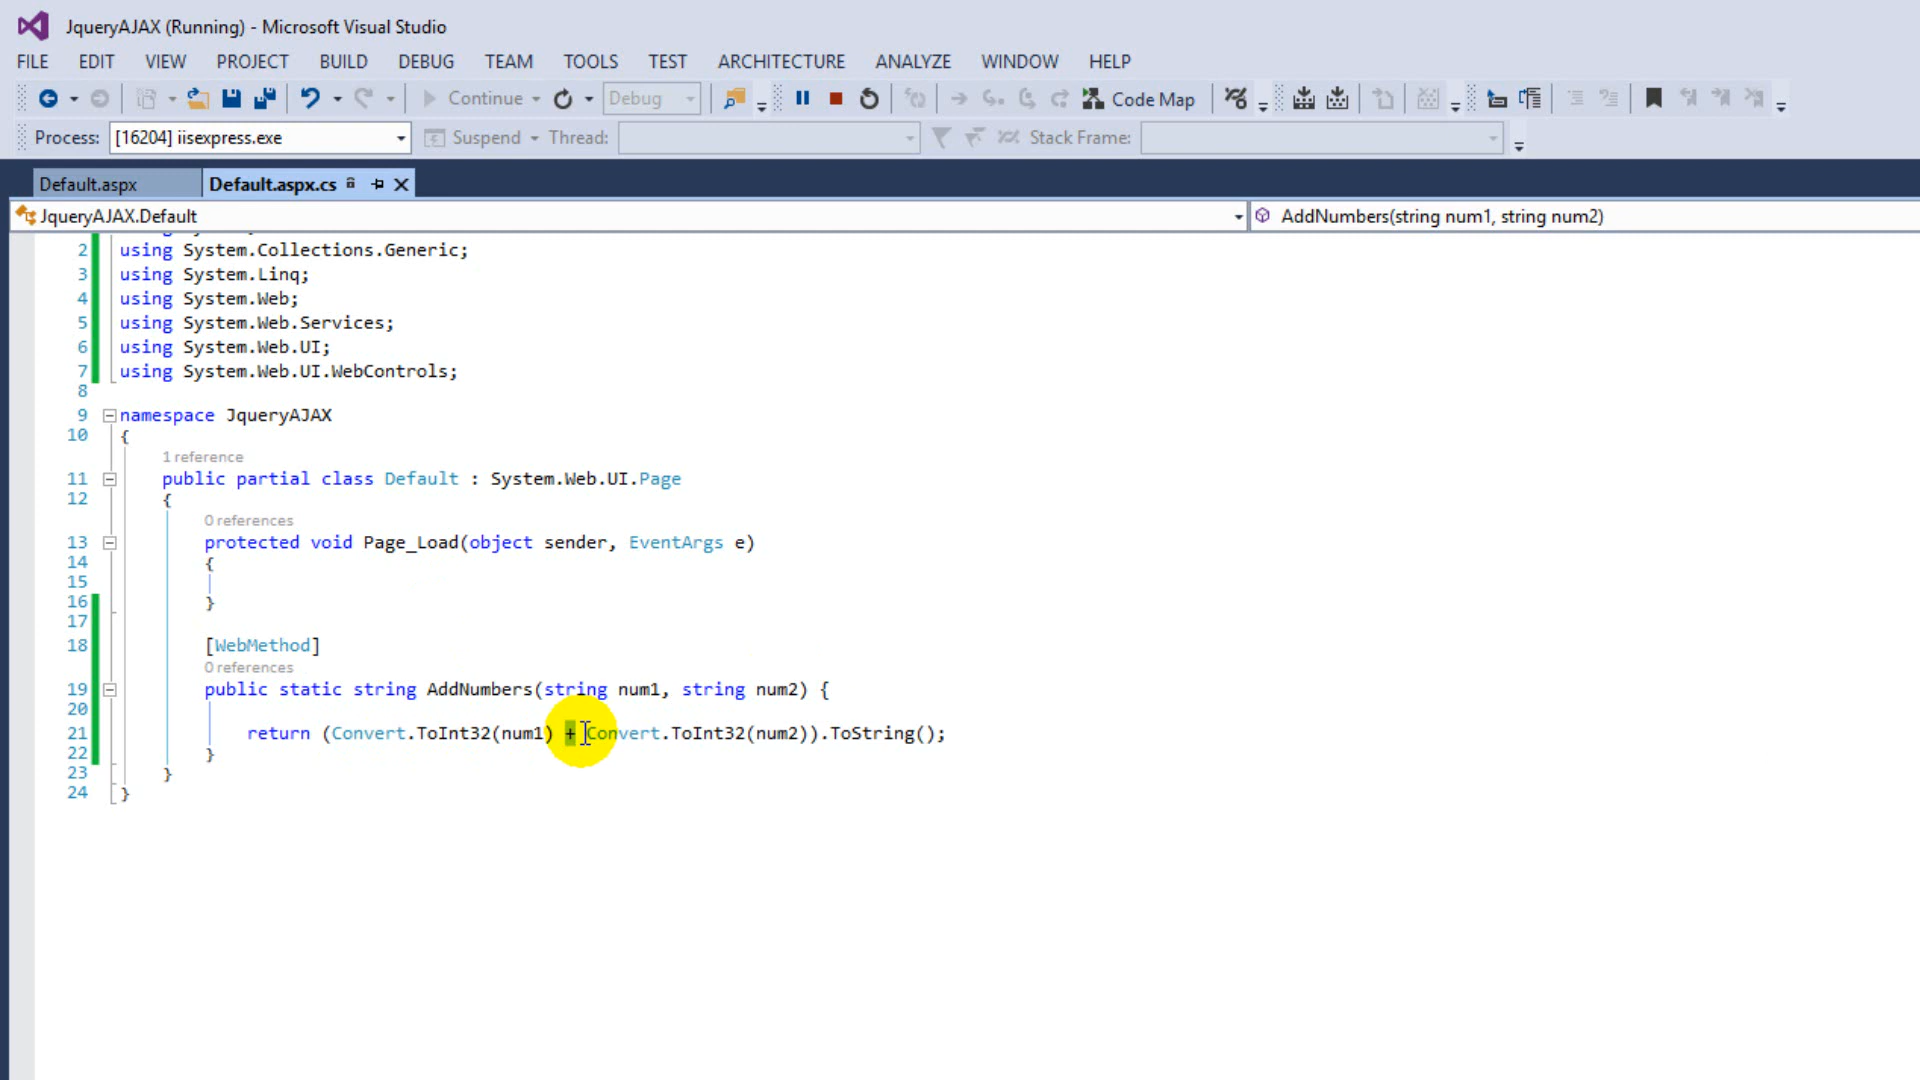 JqueryAJAX (Running) - Microsoft Visual Studio
FILE EDIT VIEW PROJECT BUILD DEBUG TEAM TOOLS TEST ARCHITECTURE ANALYZE WINDOW HELP
Continue Debug Code Map
Process: [16204] iisexpress.exe Suspend Thread: Stack Frame:
Default.aspx Default.aspx.cs
JqueryAJAX.Default AddNumbers(string num1, string num2)
2 using System.Collections.Generic;
3 using System.Linq;
4 using System.Web;
5 using System.Web.Services;
6 using System.Web.UI;
7 using System.Web.UI.WebControls;
8
9 namespace JqueryAJAX
10 {
1 reference
11 public partial class Default : System.Web.UI.Page
12 {
0 references
13 protected void Page_Load(object sender, EventArgs e)
14 {
15
16 }
17
18 [WebMethod]
0 references
19 public static string AddNumbers(string num1, string num2) {
20
21 return (Convert.ToInt32(num1) + Convert.ToInt32(num2)).ToString();
22 }
23 }
24 }